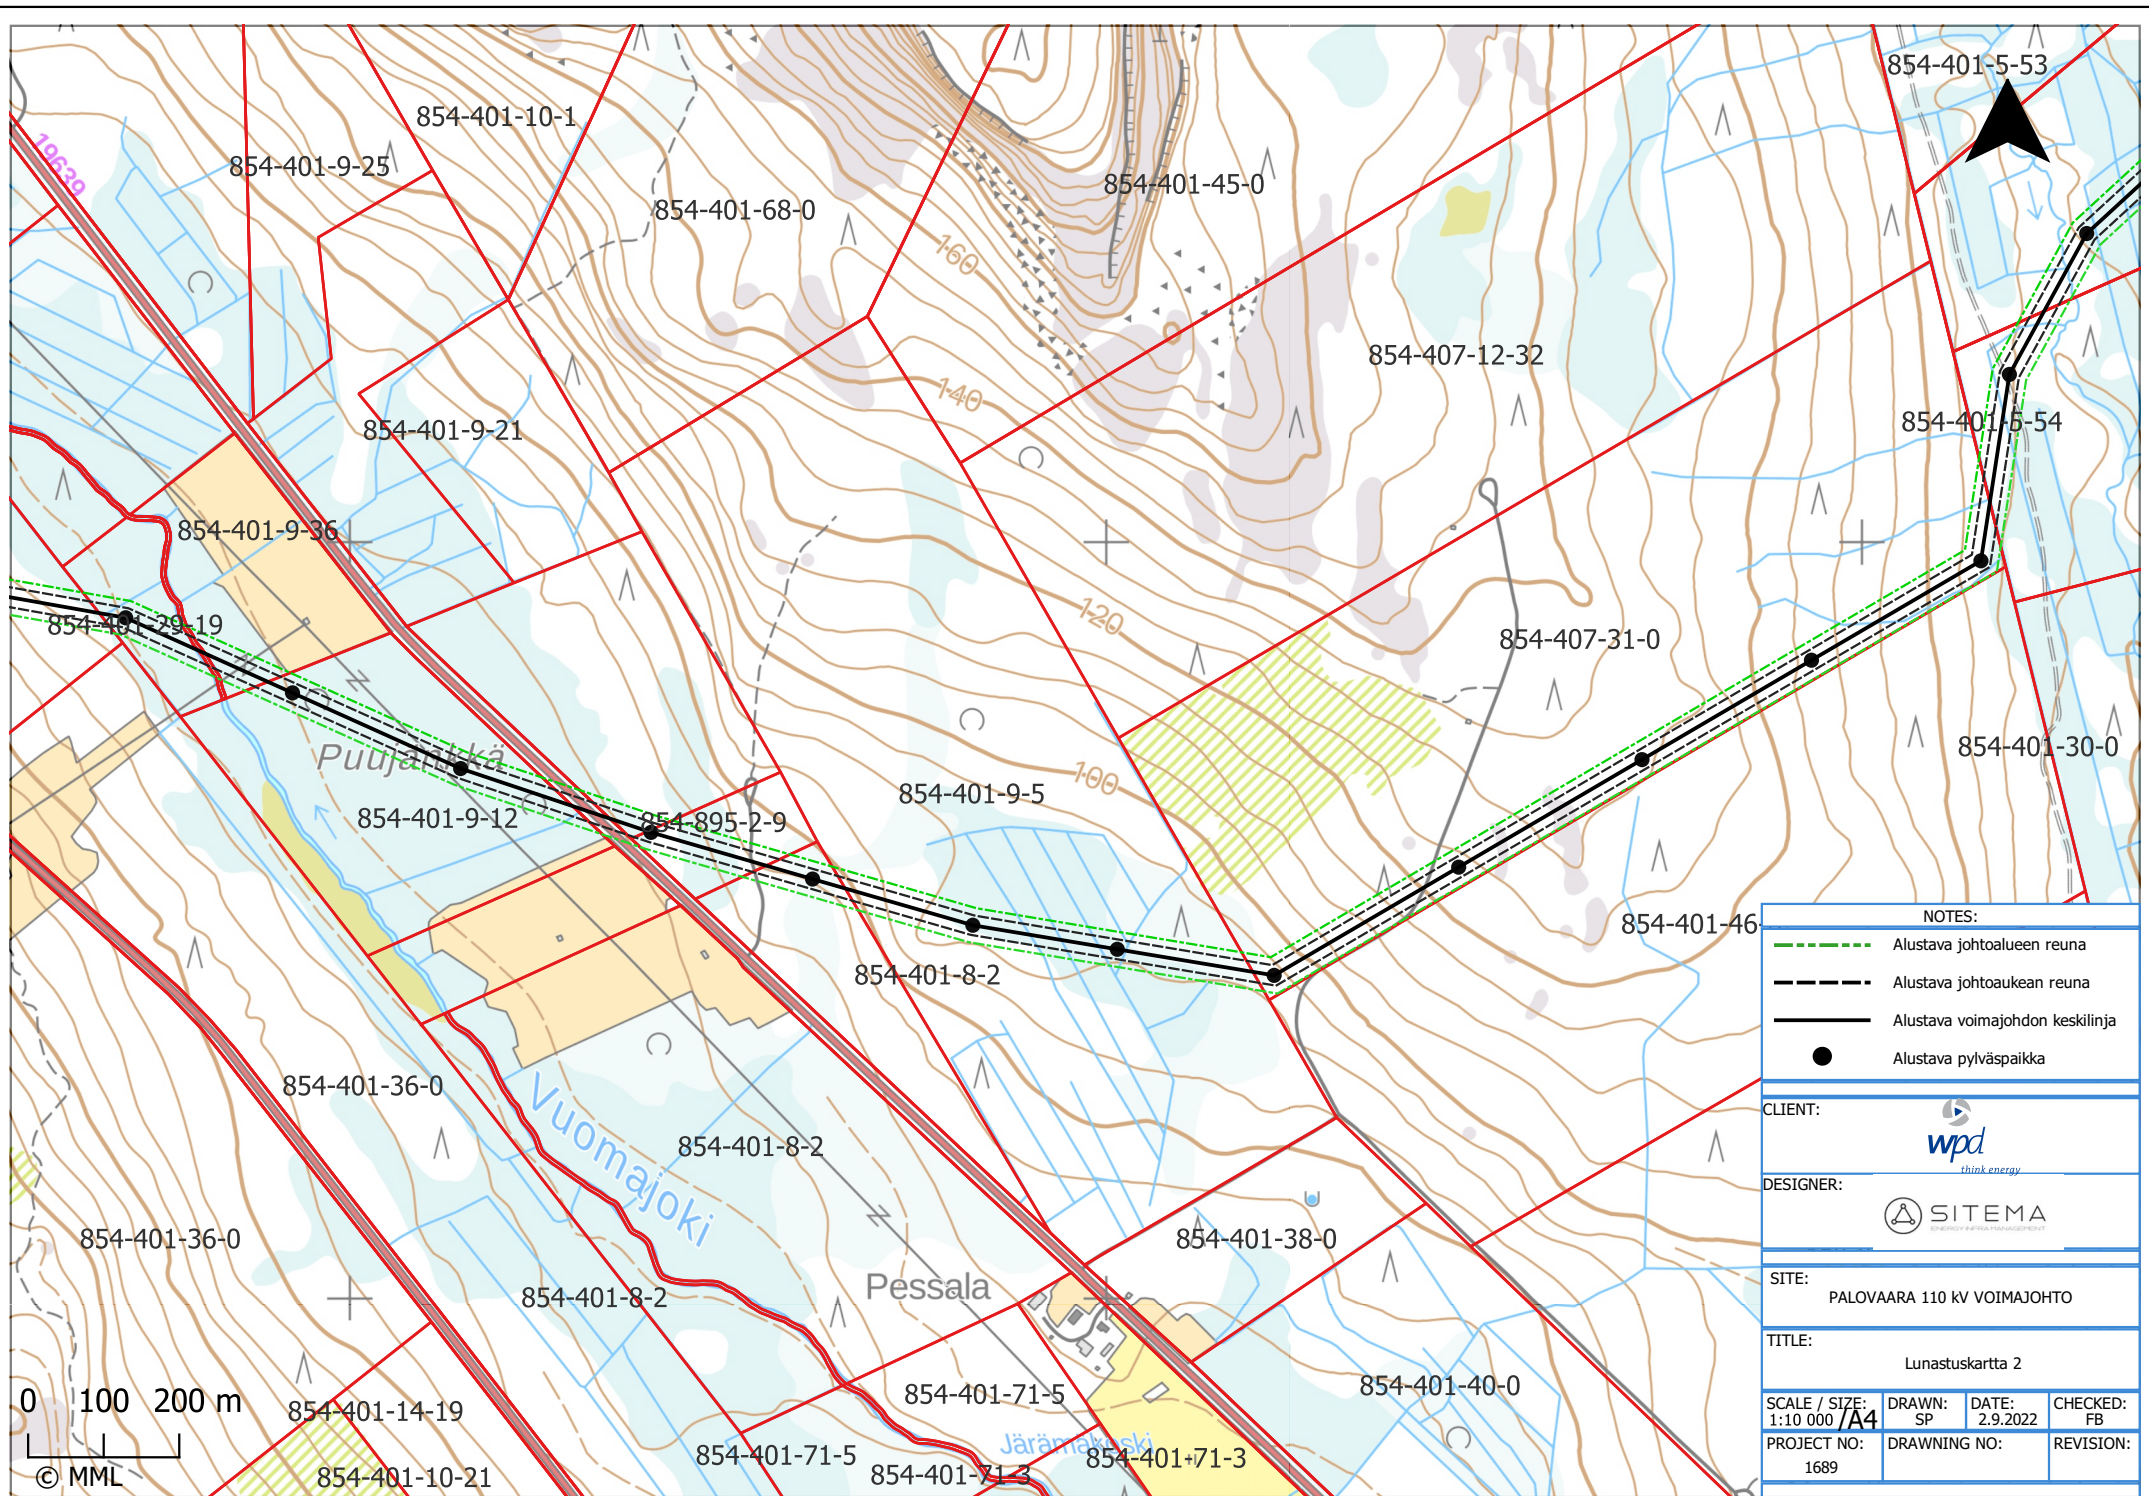 854-401-5-53
854-401-10-1
19639
854-401-9-25
854-401-45-0
854-401-68-0
160
854-407-12-32
140
854-401-5-54
854-401-9-21
854-401-9-36
120
854-401-29-19
854-407-31-0
854-401-30-0
Puujänkkä
100
854-401-9-5
854-401-9-12
854-895-2-9
854-401-46-
854-401-8-2
854-401-36-0
Vuomajoki
854-401-8-2
854-401-36-0
854-401-38-0
Pessala
854-401-8-2
854-401-71-5
854-401-40-0
854-401-14-19
Järämäkoski
854-401-71-5
854-401-71-3
854-401-71-3
854-401-10-21
0 100 200 m
© MML
NOTES:
Alustava johtoalueen reuna
Alustava johtoaukean reuna
Alustava voimajohdon keskilinja
Alustava pylväspaikka
CLIENT:
wpd
think energy
DESIGNER:
SITEMA
ENERGY INFRA MANAGEMENT
SITE:
PALOVAARA 110 kV VOIMAJOHTO
TITLE:
Lunastuskartta 2
SCALE / SIZE: DRAWN: DATE: CHECKED:
1:10 000 /A4 SP 2.9.2022 FB
PROJECT NO: DRAWING NO: REVISION:
1689